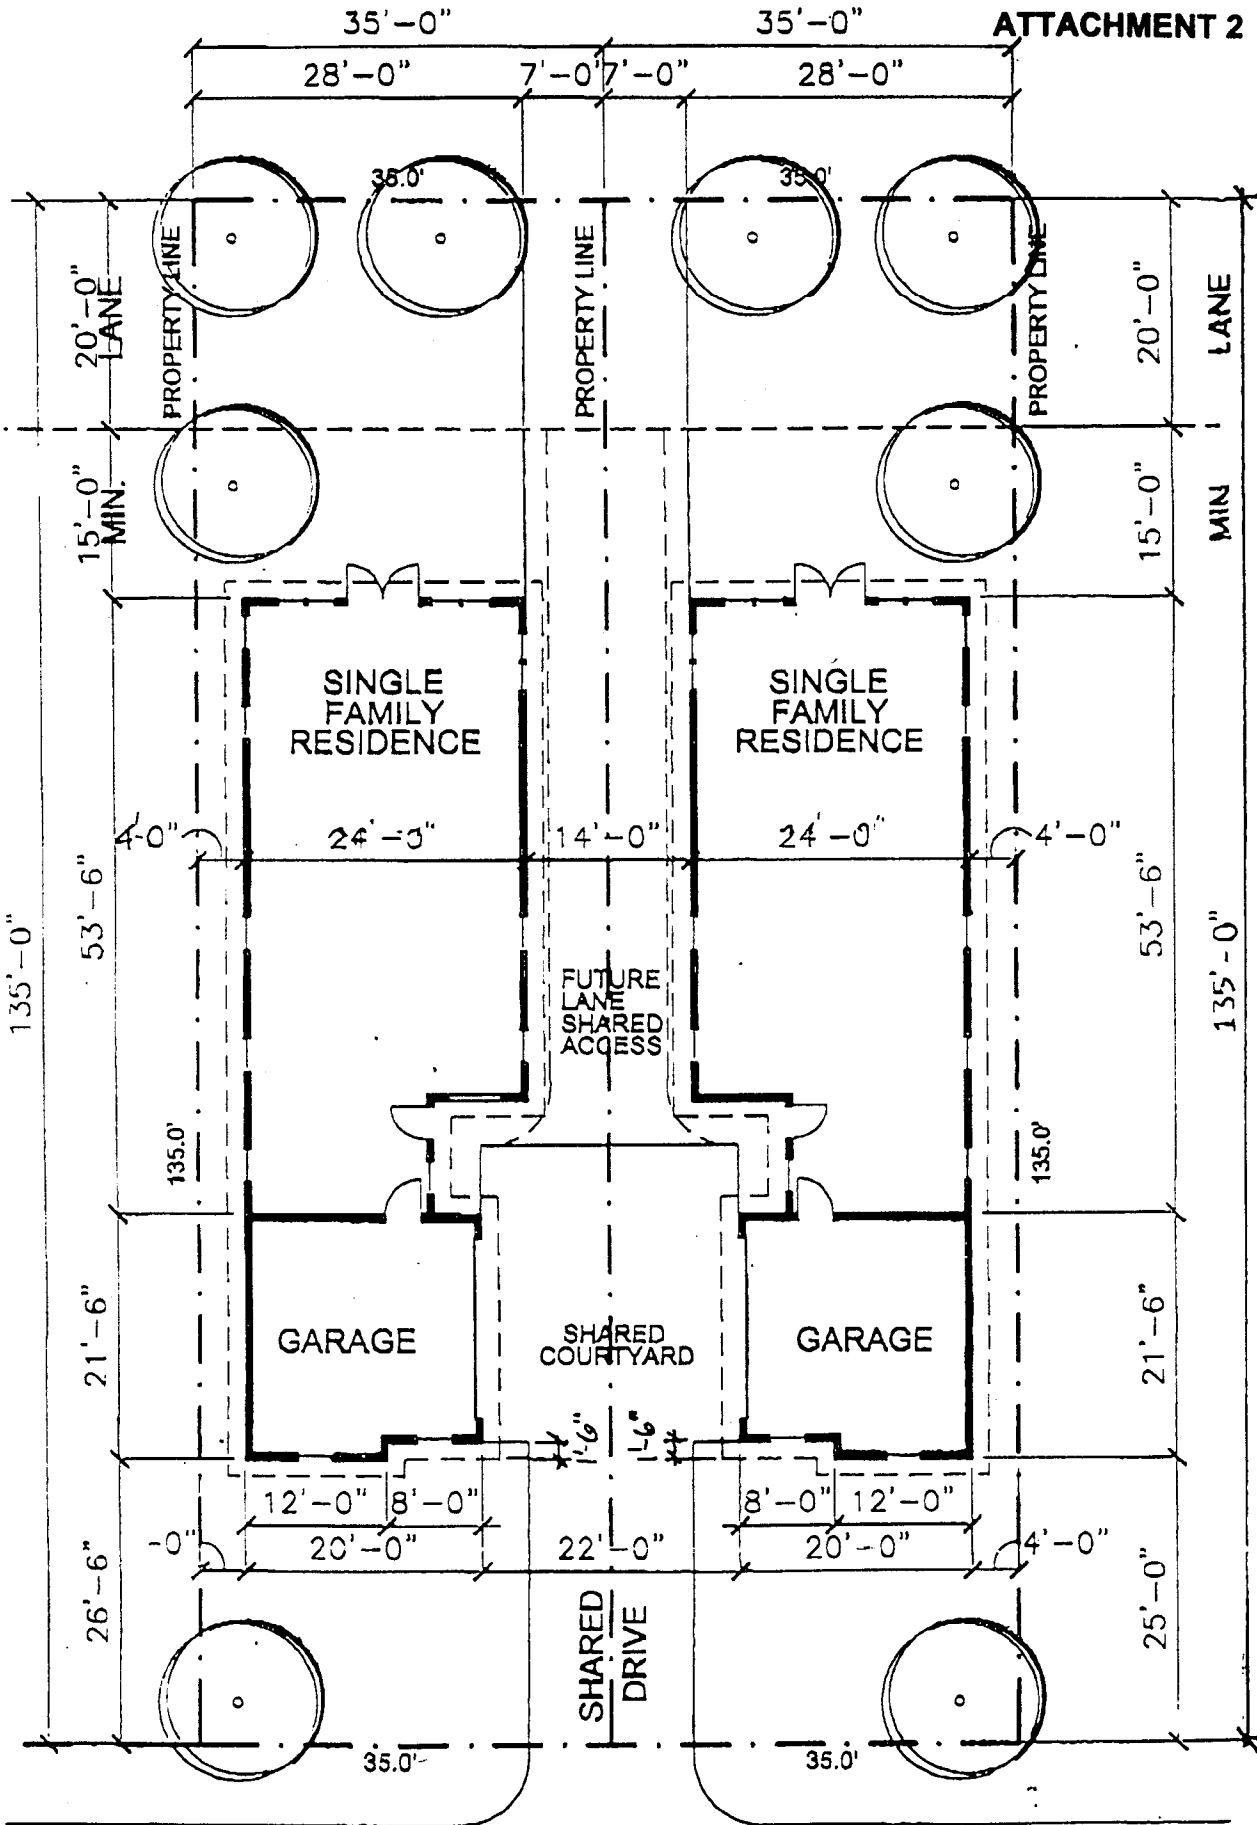 ATTACHMENT 2
35'-0" 35'-0"
28'-0" 7'-0" 7'-0" 28'-0"
35.0' 35.0'
20'-0"
LANE
PROPERTY LINE
PROPERTY LINE
PROPERTY LINE
20'-0"
LANE
15'-0"
MIN.
15'-0"
MIN
SINGLE
FAMILY
RESIDENCE
SINGLE
FAMILY
RESIDENCE
4'-0" 24'-0" 14'-0" 24'-0" 4'-0"
135'-0"
53'-6"
53'-6"
135'-0"
FUTURE
LANE
SHARED
ACCESS
135.0'
135.0'
21'-6"
GARAGE
SHARED
COURTYARD
GARAGE
21'-6"
1'-6" 1'-6"
12'-0" 8'-0" 8'-0" 12'-0"
-0" 20'-0" 22'-0" 20'-0" 4'-0"
26'-6"
SHARED
DRIVE
25'-0"
35.0' 35.0'